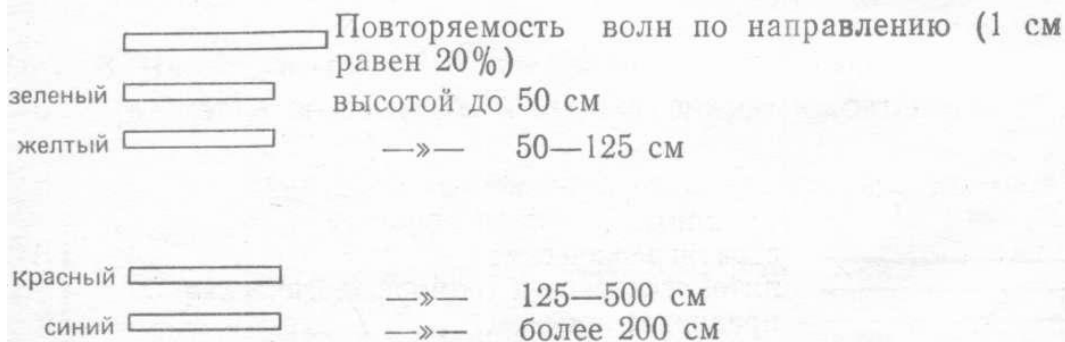 Повторяемость волн по направлению (1 см
равен 20%)
зеленый высотой до 50 см
желтый —»— 50—125 см
красный —»— 125—500 см
синий —»— более 200 см